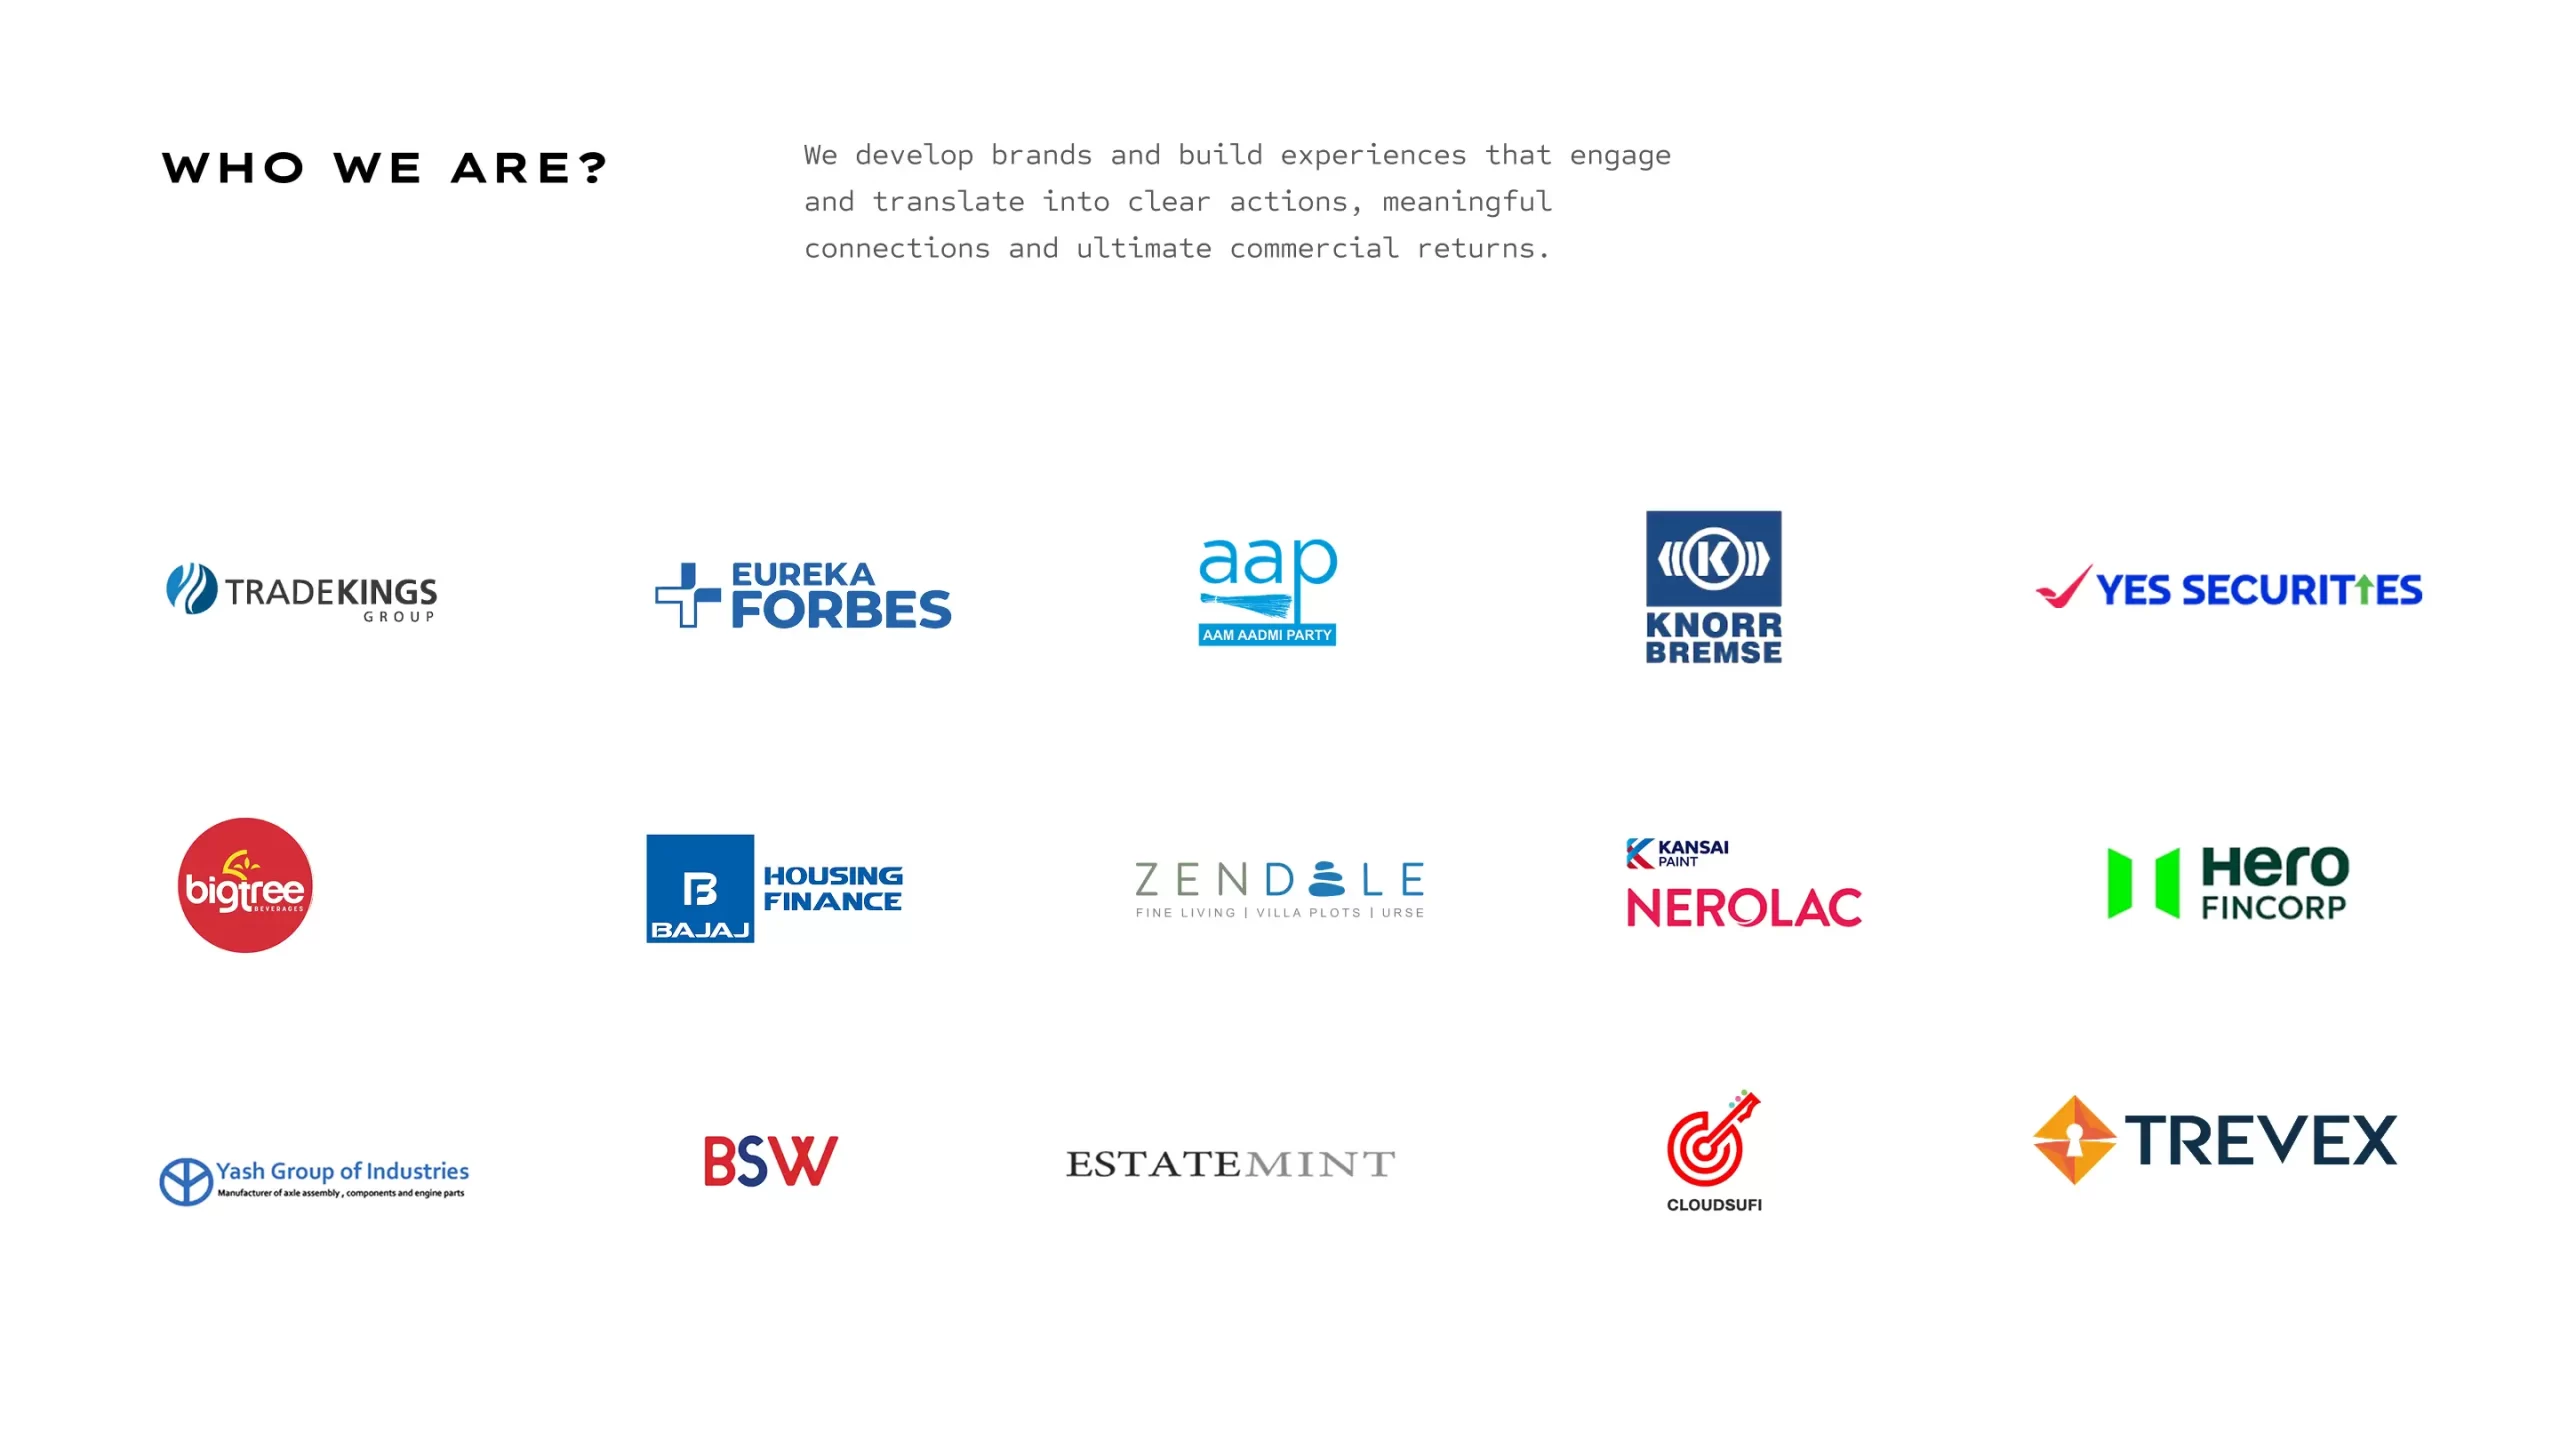 WHO WE ARE?
We develop brands and build experiences that engage
and translate into clear actions, meaningful
connections and ultimate commercial returns.
TRADEKINGS
GROUP
EUREKA
FORBES
aap
AAM AADMI PARTY
K
KNORR
BREMSE
YES SECURITIES
bigtree
BEVERAGES
B
BAJAJ
HOUSING
FINANCE
ZENDALE
FINE LIVING | VILLA PLOTS | URSE
KANSAI
PAINT
NEROLAC
Hero
FINCORP
Yash Group of Industries
Manufacturer of axle assembly, components and engine parts
BSW
ESTATEMINT
CLOUDSUFI
TREVEX